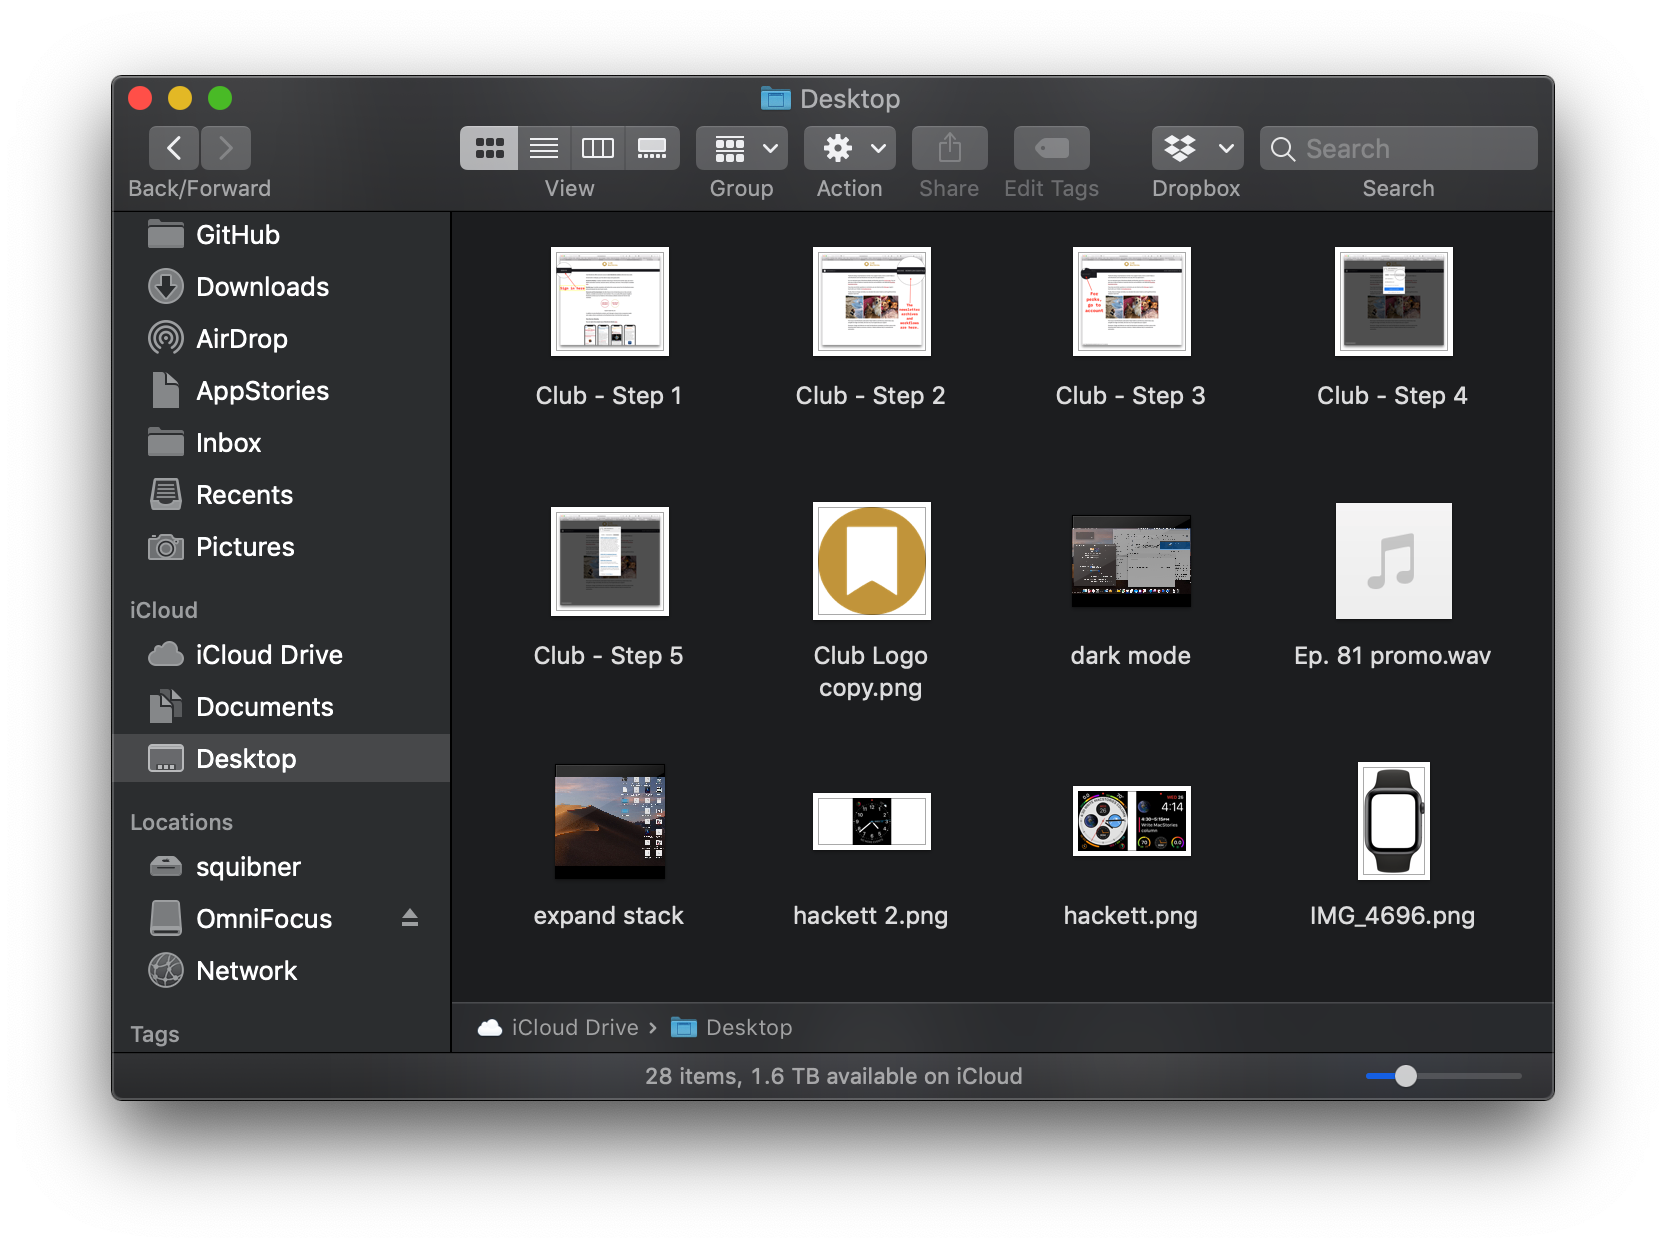 Desktop
Search
Back/Forward
View
Group
Action
Share
Edit Tags
Dropbox
Search
GitHub
Downloads
AirDrop
AppStories
Inbox
Recents
Pictures
iCloud
iCloud Drive
Documents
Desktop
Locations
squibner
OmniFocus
Network
Tags
Club - Step 1
Club - Step 2
Club - Step 3
Club - Step 4
Club - Step 5
Club Logo
copy.png
dark mode
Ep. 81 promo.wav
4:14
expand stack
hackett 2.png
hackett.png
IMG_4696.png
iCloud Drive › Desktop
28 items, 1.6 TB available on iCloud